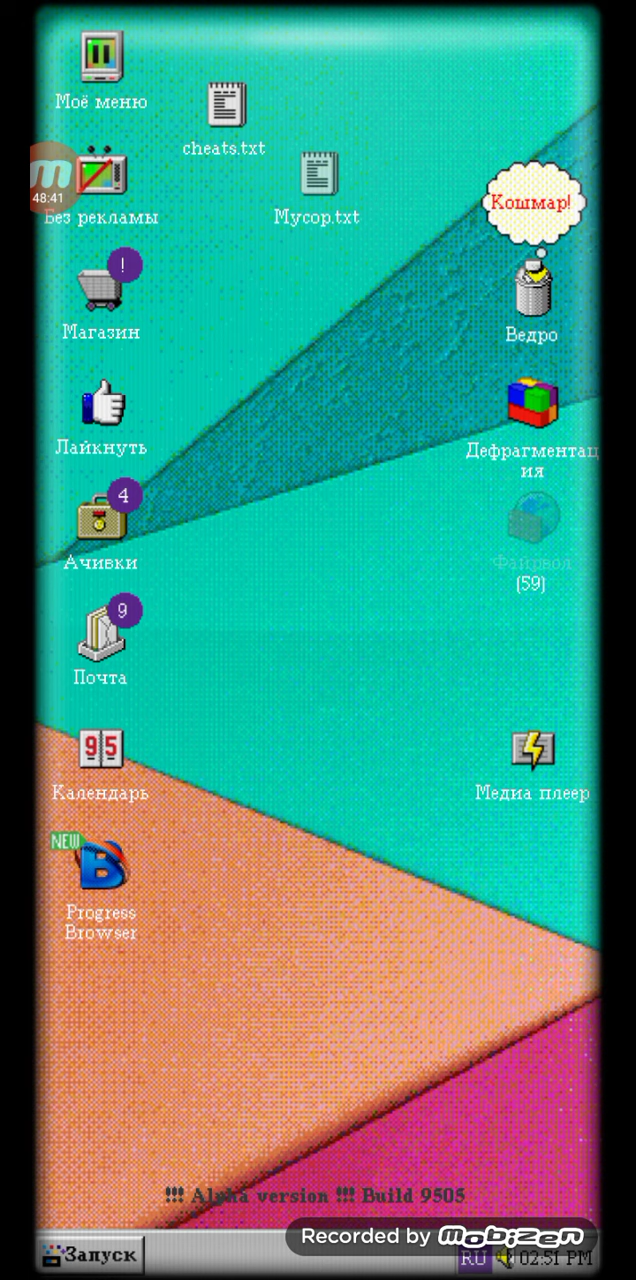 Моё меню
cheats.txt
48:41
Без рекламы
Мусор.txt
Кошмар!
!
Магазин
Ведро
Лайкнуть
Дефрагментац
ия
4
Ачивки
Файрвол
(59)
9
Почта
95
Календарь
Медиа плеер
NEW
Progress
Browser
!!! Alpha version !!! Build 9505
Recorded by mobizen
Запуск
RU
02:51 PM